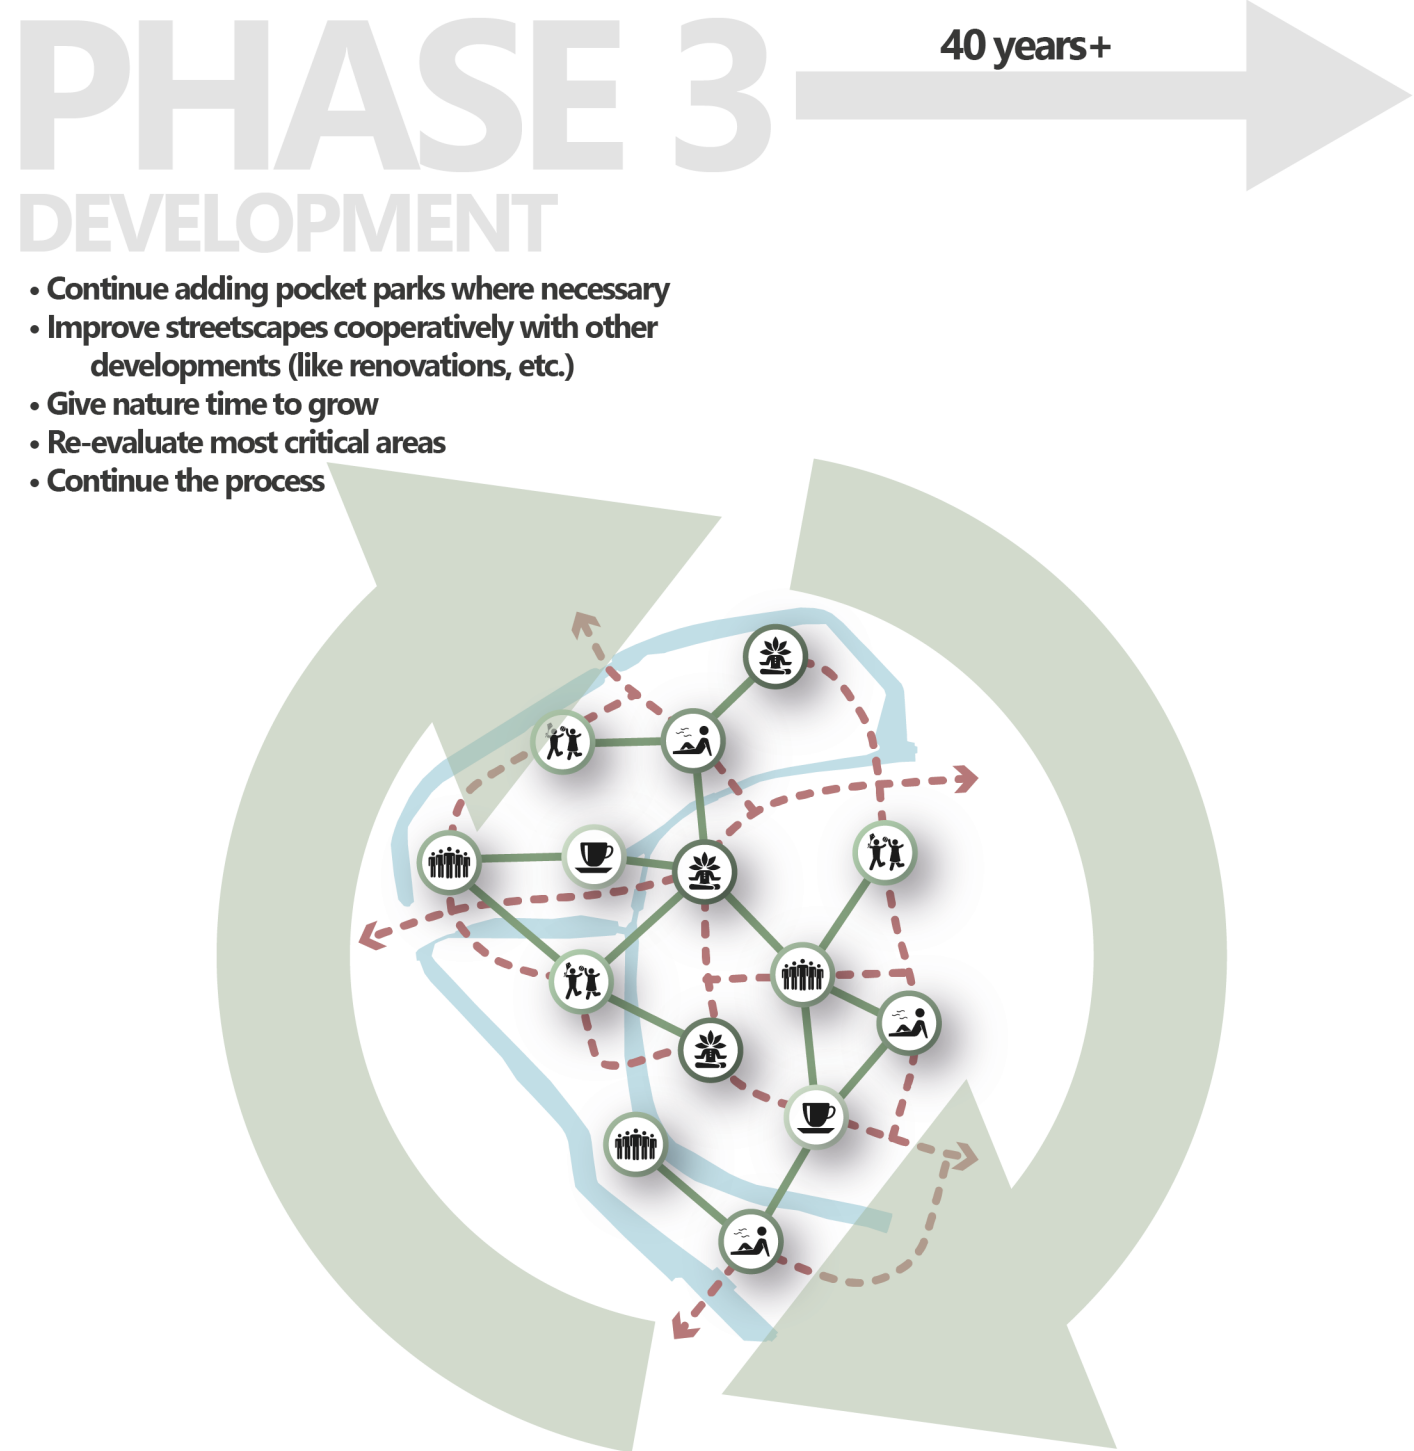 PHASE 3
40 years+
DEVELOPMENT
• Continue adding pocket parks where necessary
• Improve streetscapes cooperatively with other
developments (like renovations, etc.)
• Give nature time to grow
• Re-evaluate most critical areas
• Continue the process